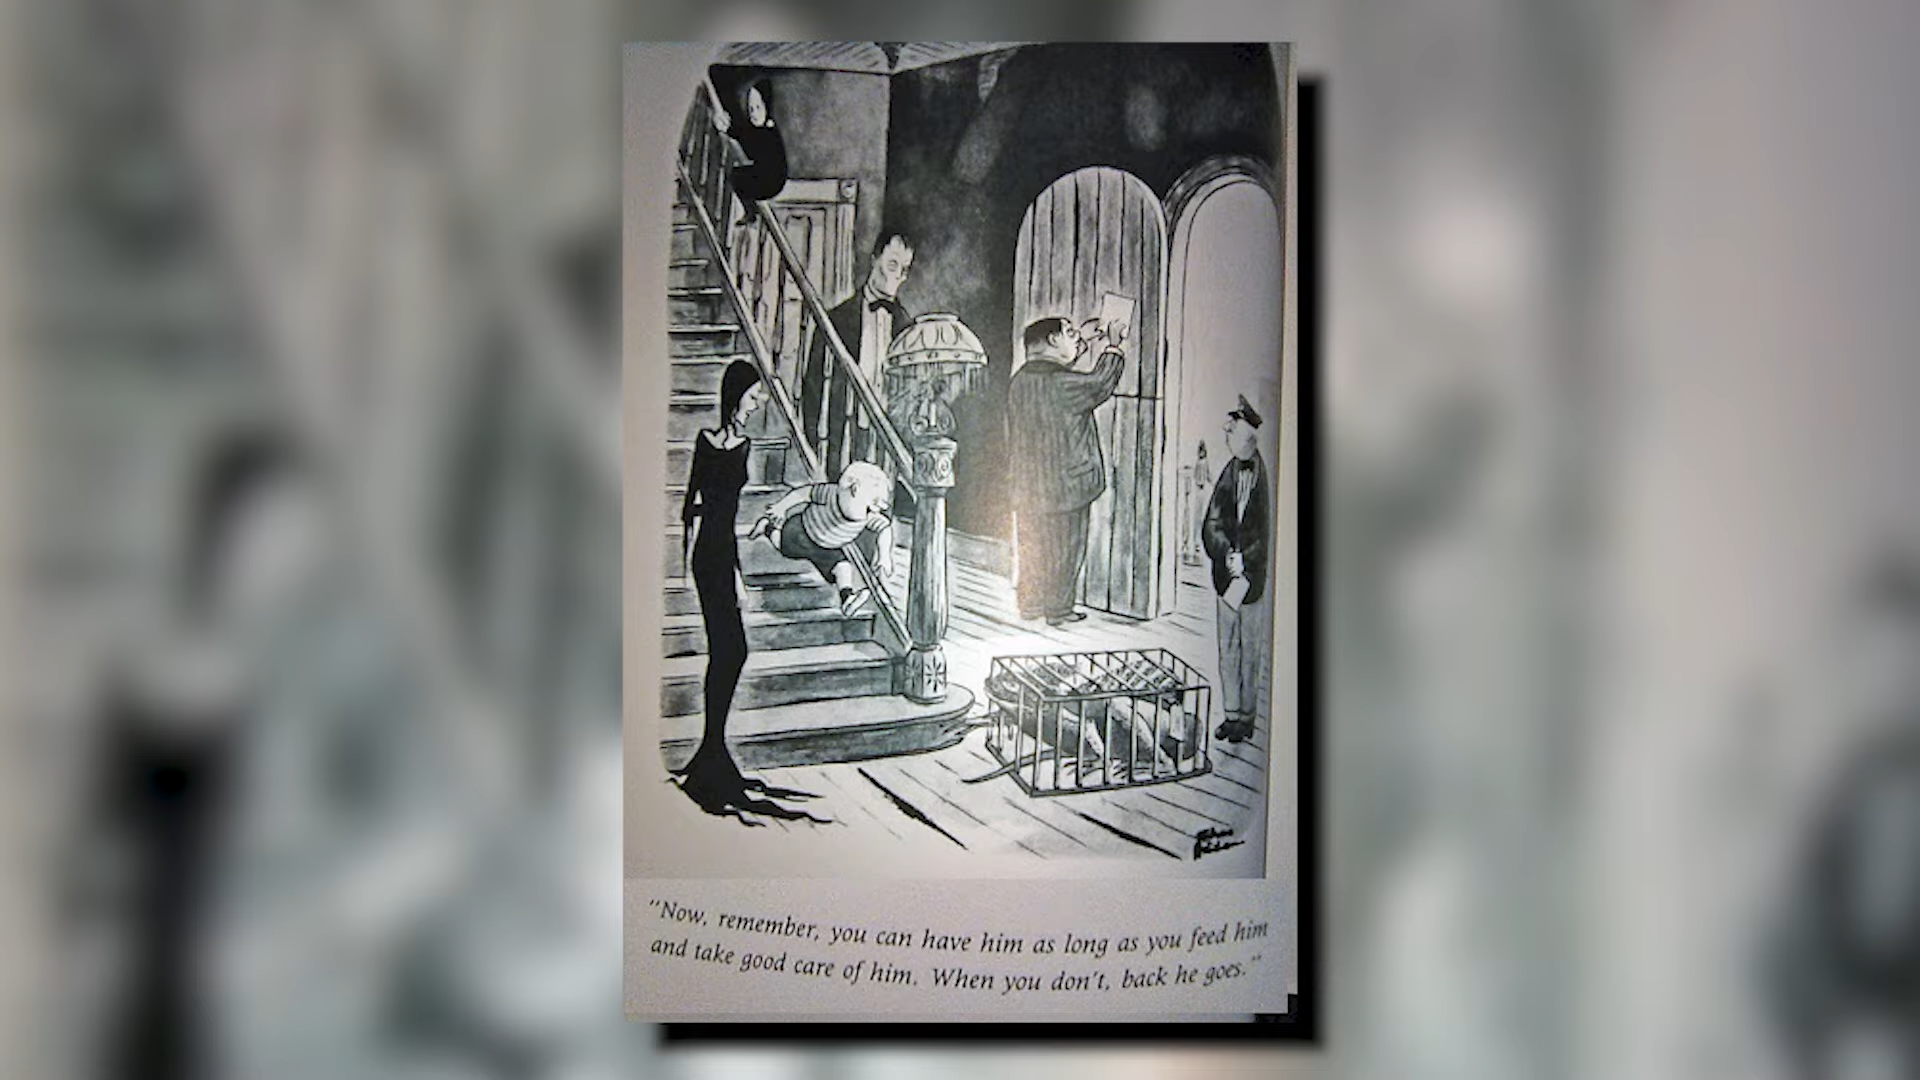 "Now, remember, you can have him as long as you feed him
and take good care of him. When you don't, back he goes."